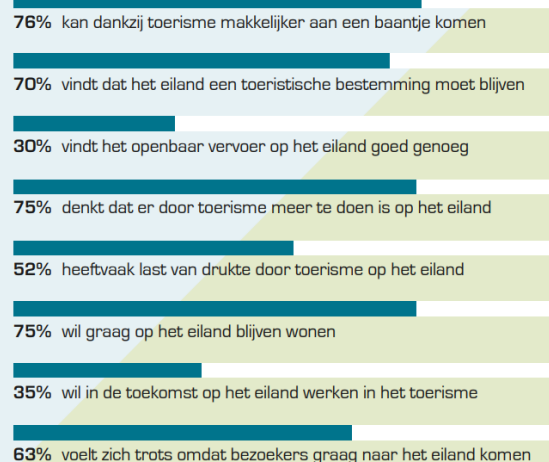 76% kan dankzij toerisme makkelijker aan een baantje komen
70% vindt dat het eiland een toeristische bestemming moet blijven
30% vindt het openbaar vervoer op het eiland goed genoeg
75% denkt dat er door toerisme meer te doen is op het eiland
52% heeftvaak last van drukte door toerisme op het eiland
75% wil graag op het eiland blijven wonen
35% wil in de toekomst op het eiland werken in het toerisme
63% voelt zich trots omdat bezoekers graag naar het eiland komen